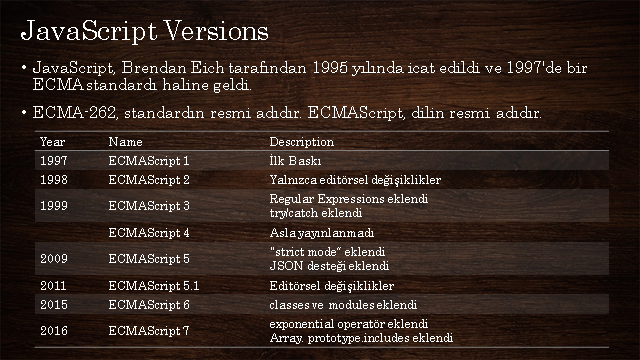 JavaScript Versions
• JavaScript, Brendan Eich tarafından 1995 yılında icat edildi ve 1997'de bir
ECMA standardı haline geldi.
• ECMA-262, standardın resmi adıdır. ECMAScript, dilin resmi adıdır.
Year Name Description
1997 ECMAScript 1 İlk Baskı
1998 ECMAScript 2 Yalnızca editörsel değişiklikler
1999 ECMAScript 3 Regular Expressions eklendi
try/catch eklendi
ECMAScript 4 Asla yayınlanmadı
2009 ECMAScript 5 "strict mode" eklendi
JSON desteği eklendi
2011 ECMAScript 5.1 Editörsel değişiklikler
2015 ECMAScript 6 classes ve modules eklendi
2016 ECMAScript 7 exponential operatör eklendi
Array. prototype.includes eklendi